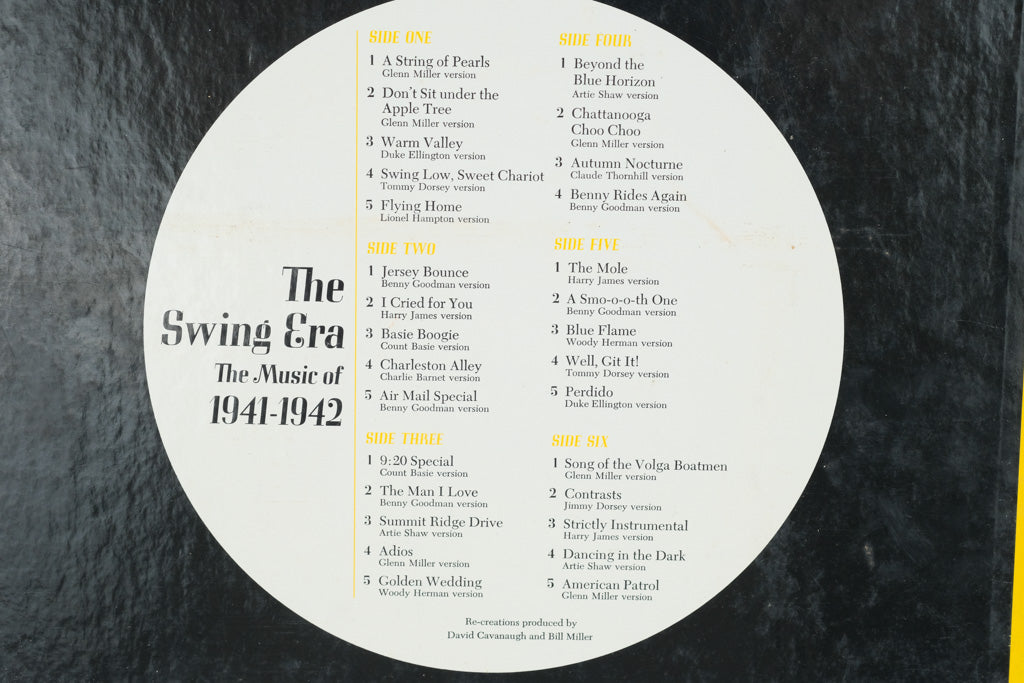 The
Swing Era
The Music of
1941-1942
SIDE ONE
1 A String of Pearls
Glenn Miller version
2 Don't Sit under the
Apple Tree
Glenn Miller version
3 Warm Valley
Duke Ellington version
4 Swing Low, Sweet Chariot
Tommy Dorsey version
5 Flying Home
Lionel Hampton version
SIDE TWO
1 Jersey Bounce
Benny Goodman version
2 I Cried for You
Harry James version
3 Basie Boogie
Count Basie version
4 Charleston Alley
Charlie Barnet version
5 Air Mail Special
Benny Goodman version
SIDE THREE
1 9:20 Special
Count Basie version
2 The Man I Love
Benny Goodman version
3 Summit Ridge Drive
Artie Shaw version
4 Adios
Glenn Miller version
5 Golden Wedding
Woody Herman version
SIDE FOUR
1 Beyond the
Blue Horizon
Artie Shaw version
2 Chattanooga
Choo Choo
Glenn Miller version
3 Autumn Nocturne
Claude Thornhill version
4 Benny Rides Again
Benny Goodman version
SIDE FIVE
1 The Mole
Harry James version
2 A Smo-o-o-th One
Benny Goodman version
3 Blue Flame
Woody Herman version
4 Well, Git It!
Tommy Dorsey version
5 Perdido
Duke Ellington version
SIDE SIX
1 Song of the Volga Boatmen
Glenn Miller version
2 Contrasts
Jimmy Dorsey version
3 Strictly Instrumental
Harry James version
4 Dancing in the Dark
Artie Shaw version
5 American Patrol
Glenn Miller version
Re-creations produced by
David Cavanaugh and Bill Miller